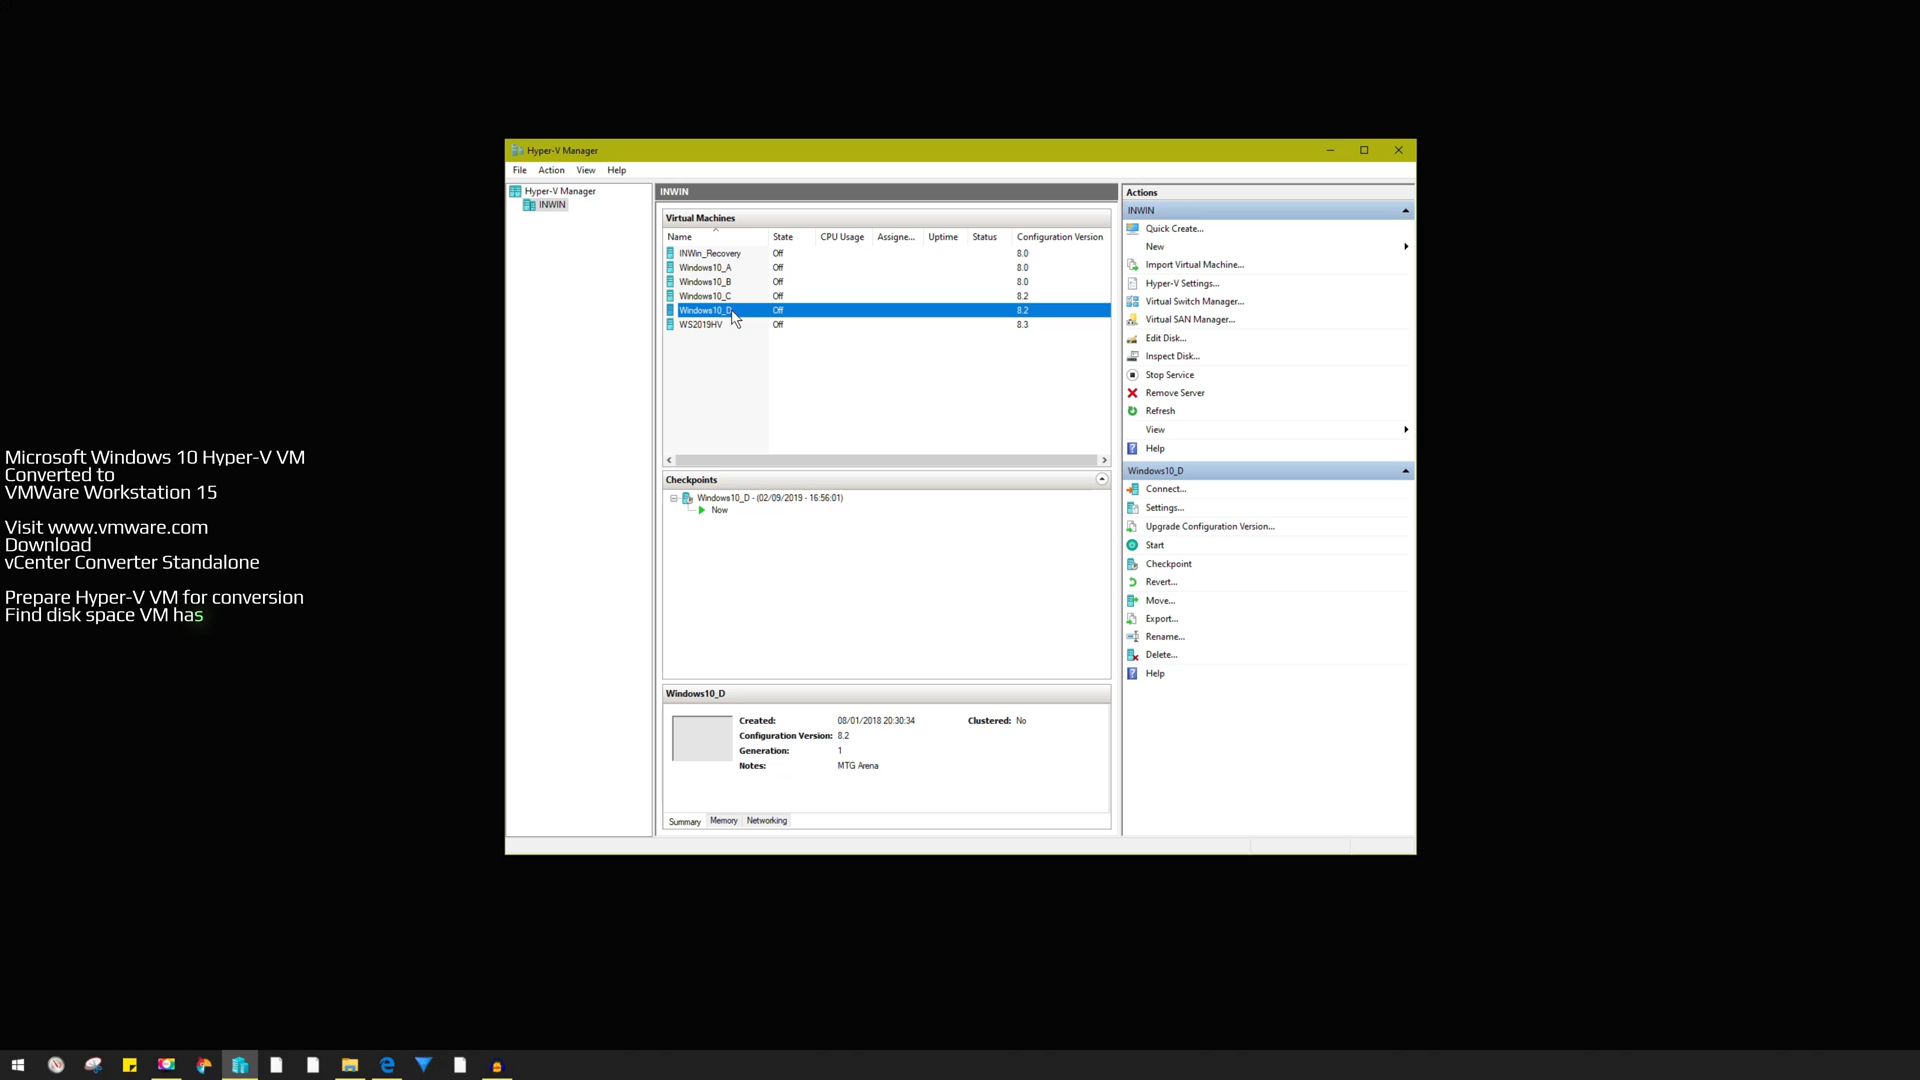 Hyper-V Manager
File Action View Help
Hyper-V Manager
INWIN
INWIN
Virtual Machines
Name State CPU Usage Assigne... Uptime Status Configuration Version
INWin_Recovery Off 8.0
Windows10_A Off 8.0
Windows10_B Off 8.0
Windows10_C Off 8.2
Windows10_D Off 8.2
WS2019HV Off 8.3
Checkpoints
Windows10_D - (02/09/2019 - 16:56:01)
Now
Windows10_D
Created: 08/01/2018 20:30:34 Clustered: No
Configuration Version: 8.2
Generation: 1
Notes: MTG Arena
Summary Memory Networking
Actions
INWIN
Quick Create...
New
Import Virtual Machine...
Hyper-V Settings...
Virtual Switch Manager...
Virtual SAN Manager...
Edit Disk...
Inspect Disk...
Stop Service
Remove Server
Refresh
View
Help
Windows10_D
Connect...
Settings...
Upgrade Configuration Version...
Start
Checkpoint
Revert...
Move...
Export...
Rename...
Delete...
Help
Microsoft Windows 10 Hyper-V VM
Converted to
VMWare Workstation 15
Visit www.vmware.com
Download
vCenter Converter Standalone
Prepare Hyper-V VM for conversion
Find disk space VM has